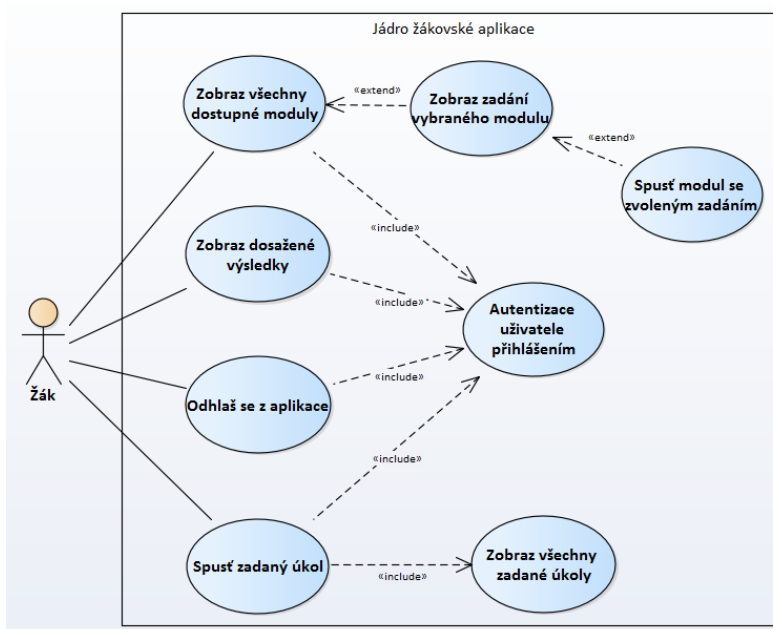 Jádro žákovské aplikace
Zobraz všechny
dostupné moduly
«extend»
Zobraz zadání
vybraného modulu
«extend»
Spusť modul se
zvoleným zadáním
«include»
Zobraz dosažené
výsledky
«include»
Autentizace
uživatele
přihlášením
Žák
Odhlaš se z aplikace
«include»
«include»
Spusť zadaný úkol
«include»
Zobraz všechny
zadané úkoly